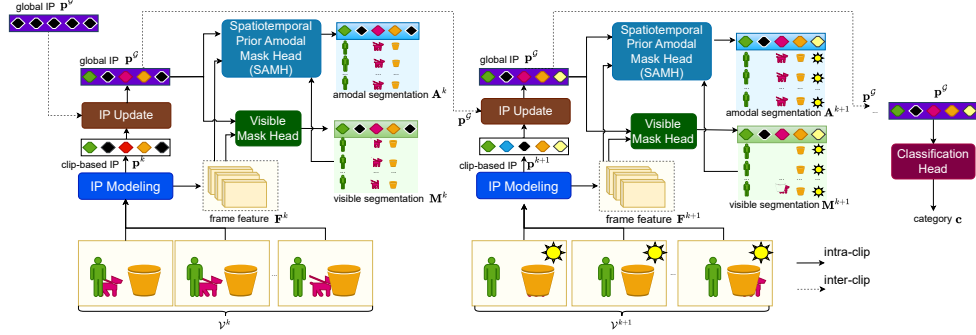 global IP p^𝒢
global IP p^𝒢
IP Update
clip-based IP p^k
IP Modeling
Spatiotemporal
Prior Amodal
Mask Head
(SAMH)
Visible
Mask Head
...
amodal segmentation A^k
...
visible segmentation M^k
frame feature F^k
...
𝒱^k
global IP p^𝒢
p^𝒢
IP Update
clip-based IP p^{k+1}
IP Modeling
Spatiotemporal
Prior Amodal
Mask Head
(SAMH)
Visible
Mask Head
...
amodal segmentation A^{k+1}
...
visible segmentation M^{k+1}
frame feature F^{k+1}
...
𝒱^{k+1}
p^𝒢
...
p^𝒢
Classification
Head
category c
intra-clip
inter-clip